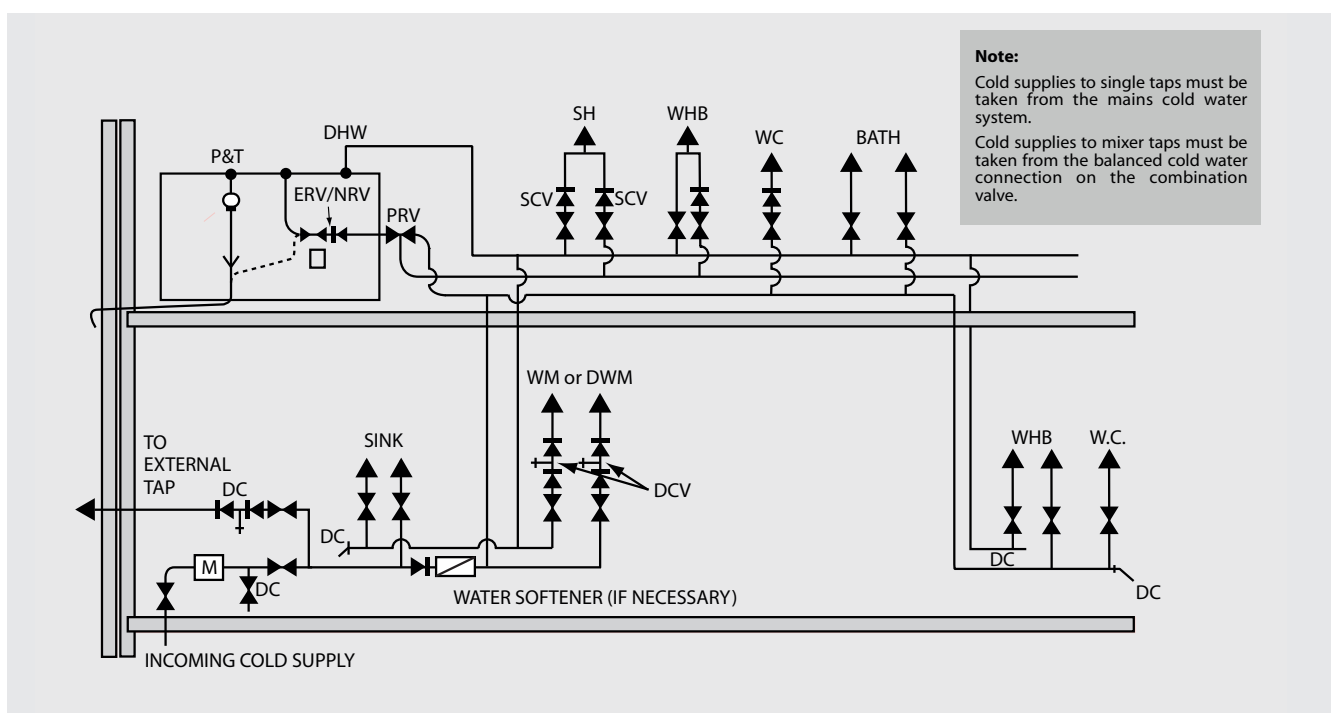 Note:
Cold supplies to single taps must be
taken from the mains cold water
system.
Cold supplies to mixer taps must be
taken from the balanced cold water
connection on the combination
valve.
SH
WHB
WC
BATH
DHW
P&T
ERV/NRV
PRV
SCV
SCV
WM or DWM
SINK
TO
EXTERNAL
TAP
DC
DCV
WHB
W.C.
DC
M
DC
DC
DC
WATER SOFTENER (IF NECESSARY)
INCOMING COLD SUPPLY